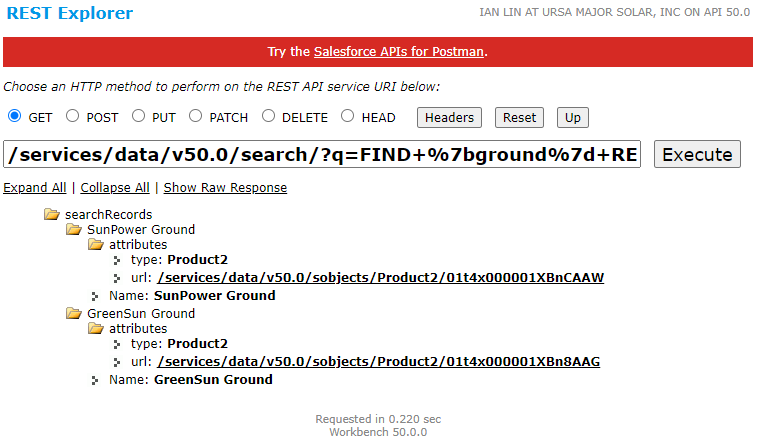 REST Explorer
IAN LIN AT URSA MAJOR SOLAR, INC ON API 50.0
Try the Salesforce APIs for Postman.
Choose an HTTP method to perform on the REST API service URI below:
GET POST PUT PATCH DELETE HEAD Headers Reset Up
/services/data/v50.0/search/?q=FIND+%7bground%7d+RE Execute
Expand All | Collapse All | Show Raw Response
searchRecords
SunPower Ground
attributes
type: Product2
url: /services/data/v50.0/sobjects/Product2/01t4x000001XBnCAAW
Name: SunPower Ground
GreenSun Ground
attributes
type: Product2
url: /services/data/v50.0/sobjects/Product2/01t4x000001XBn8AAG
Name: GreenSun Ground
Requested in 0.220 sec
Workbench 50.0.0